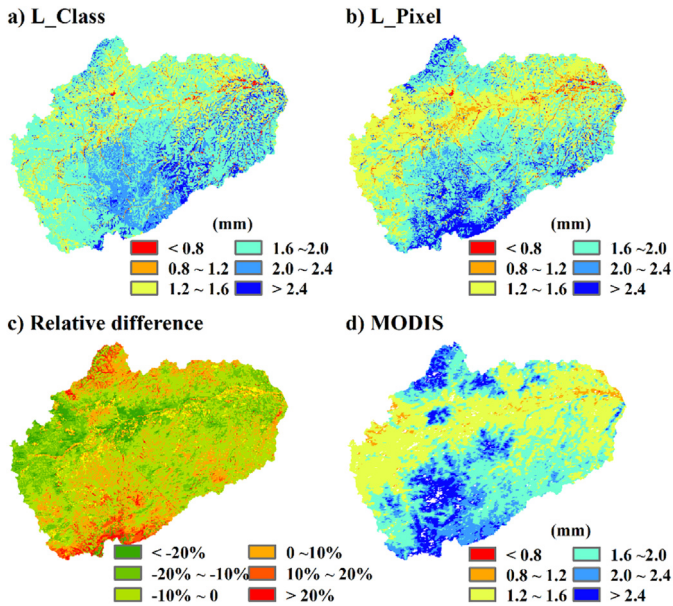 a) L_Class
b) L_Pixel
(mm)
< 0.8
1.6 ~2.0
0.8 ~ 1.2
2.0 ~ 2.4
1.2 ~ 1.6
> 2.4
(mm)
< 0.8
1.6 ~2.0
0.8 ~ 1.2
2.0 ~ 2.4
1.2 ~ 1.6
> 2.4
c) Relative difference
d) MODIS
< -20%
0 ~10%
-20% ~ -10%
10% ~ 20%
-10% ~ 0
> 20%
(mm)
< 0.8
1.6 ~2.0
0.8 ~ 1.2
2.0 ~ 2.4
1.2 ~ 1.6
> 2.4